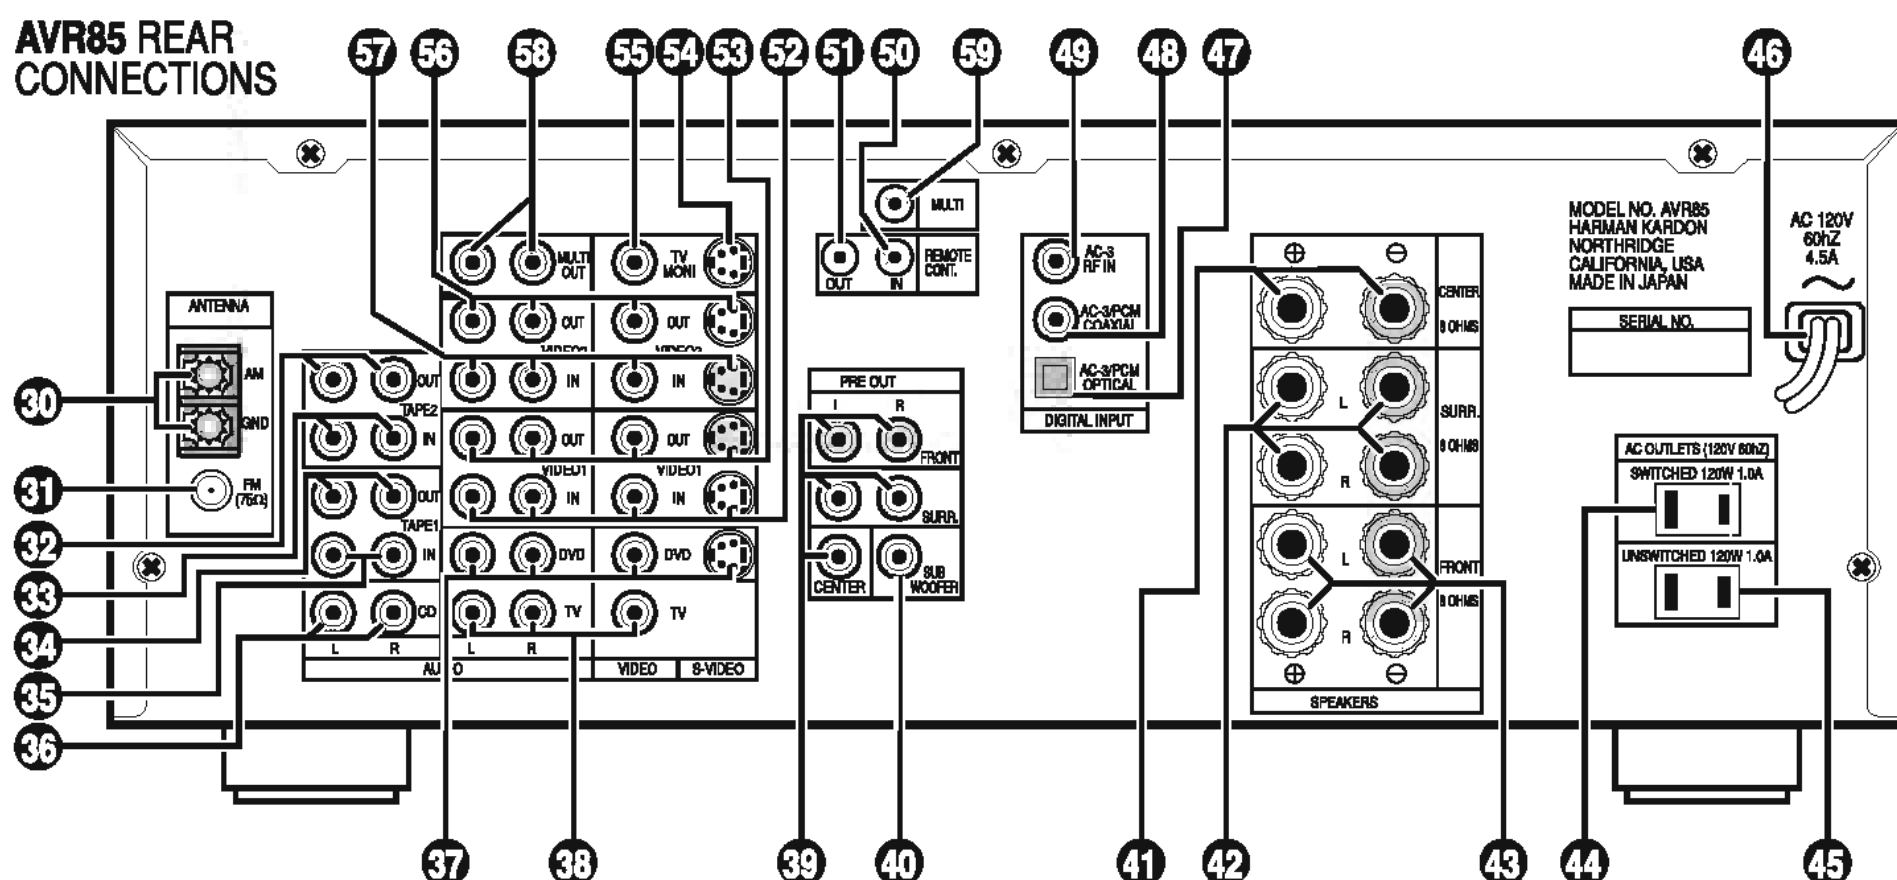 AVR85 REAR
CONNECTIONS
57 56 58 55 54 53 52 51 50 59 49 48 47 46
MULTI
MULTI
OUT
TV
MONI
REMOTE
CONT.
OUT IN
AC-3
RF IN
AC-3/PCM
COAXIAL
AC-3/PCM
OPTICAL
DIGITAL INPUT
MODEL NO. AVR85
HARMAN KARDON
NORTHRIDGE
CALIFORNIA, USA
MADE IN JAPAN
SERIAL NO.
AC 120V
60hZ
4.5A
ANTENNA
AM
GND
FM
(75Ω)
30
31
32
33
34
35
36
OUT
TAPE2
IN
OUT
TAPE1
IN
CD
L R
AUDIO
OUT
IN
OUT
VIDEO1
IN
DVD
TV
L R
OUT
IN
OUT
VIDEO1
IN
DVD
TV
VIDEO
S-VIDEO
PRE OUT
R
FRONT
SURR.
CENTER
SUB
WOOFER
⊕ ⊖
CENTER
8 OHMS
L
SURR.
8 OHMS
R
L
FRONT
8 OHMS
R
⊕ ⊖
SPEAKERS
AC OUTLETS (120V 60hZ)
SWITCHED 120W 1.0A
UNSWITCHED 120W 1.0A
37 38 39 40 41 42 43 44 45